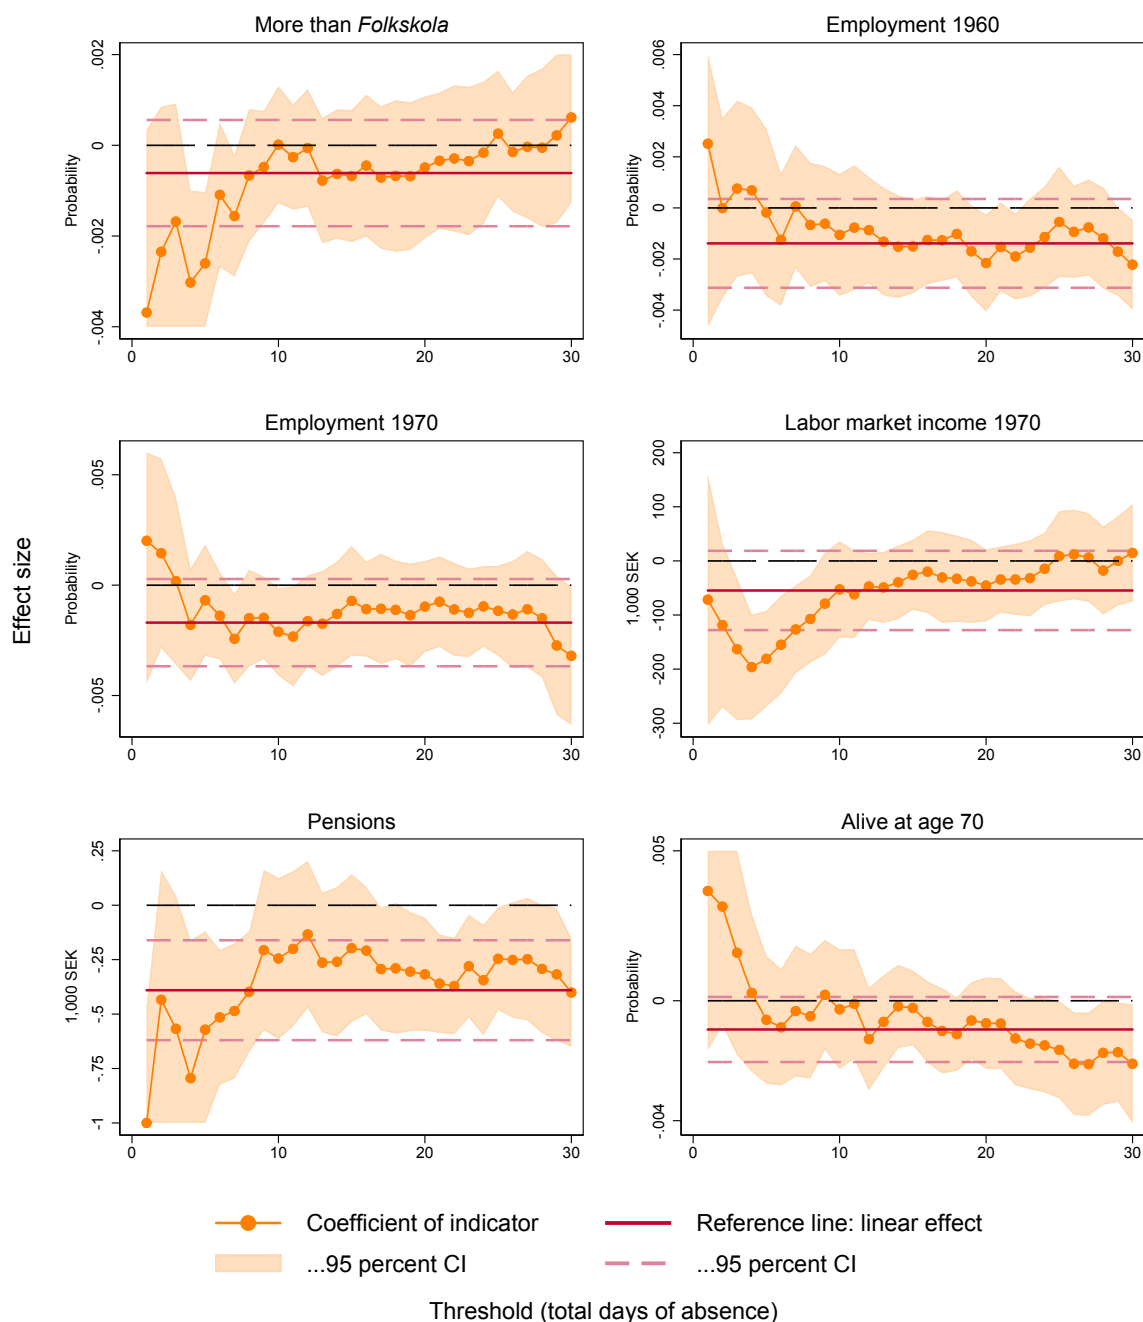 More than Folkskola
Employment 1960
Probability
.002
0
-.002
-.004
0
10
20
30
Probability
.006
.004
.002
0
-.002
-.004
0
10
20
30
Employment 1970
Labor market income 1970
Effect size
Probability
.005
0
-.005
0
10
20
30
1,000 SEK
200
100
0
-100
-200
-300
0
10
20
30
Pensions
Alive at age 70
1,000 SEK
.25
0
-.25
-.5
-.75
-1
0
10
20
30
Probability
.005
0
-.004
0
10
20
30
Coefficient of indicator
Reference line: linear effect
...95 percent CI
...95 percent CI
Threshold (total days of absence)